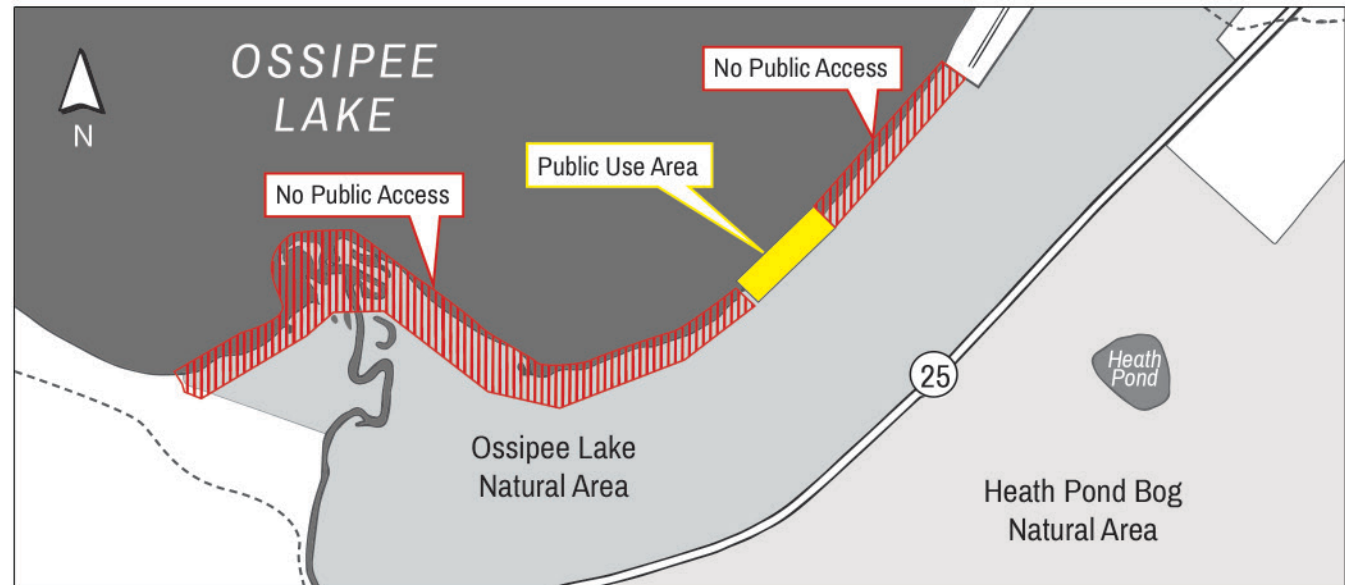 OSSIPEE
LAKE
N
No Public Access
Public Use Area
No Public Access
25
Heath
Pond
Ossipee Lake
Natural Area
Heath Pond Bog
Natural Area